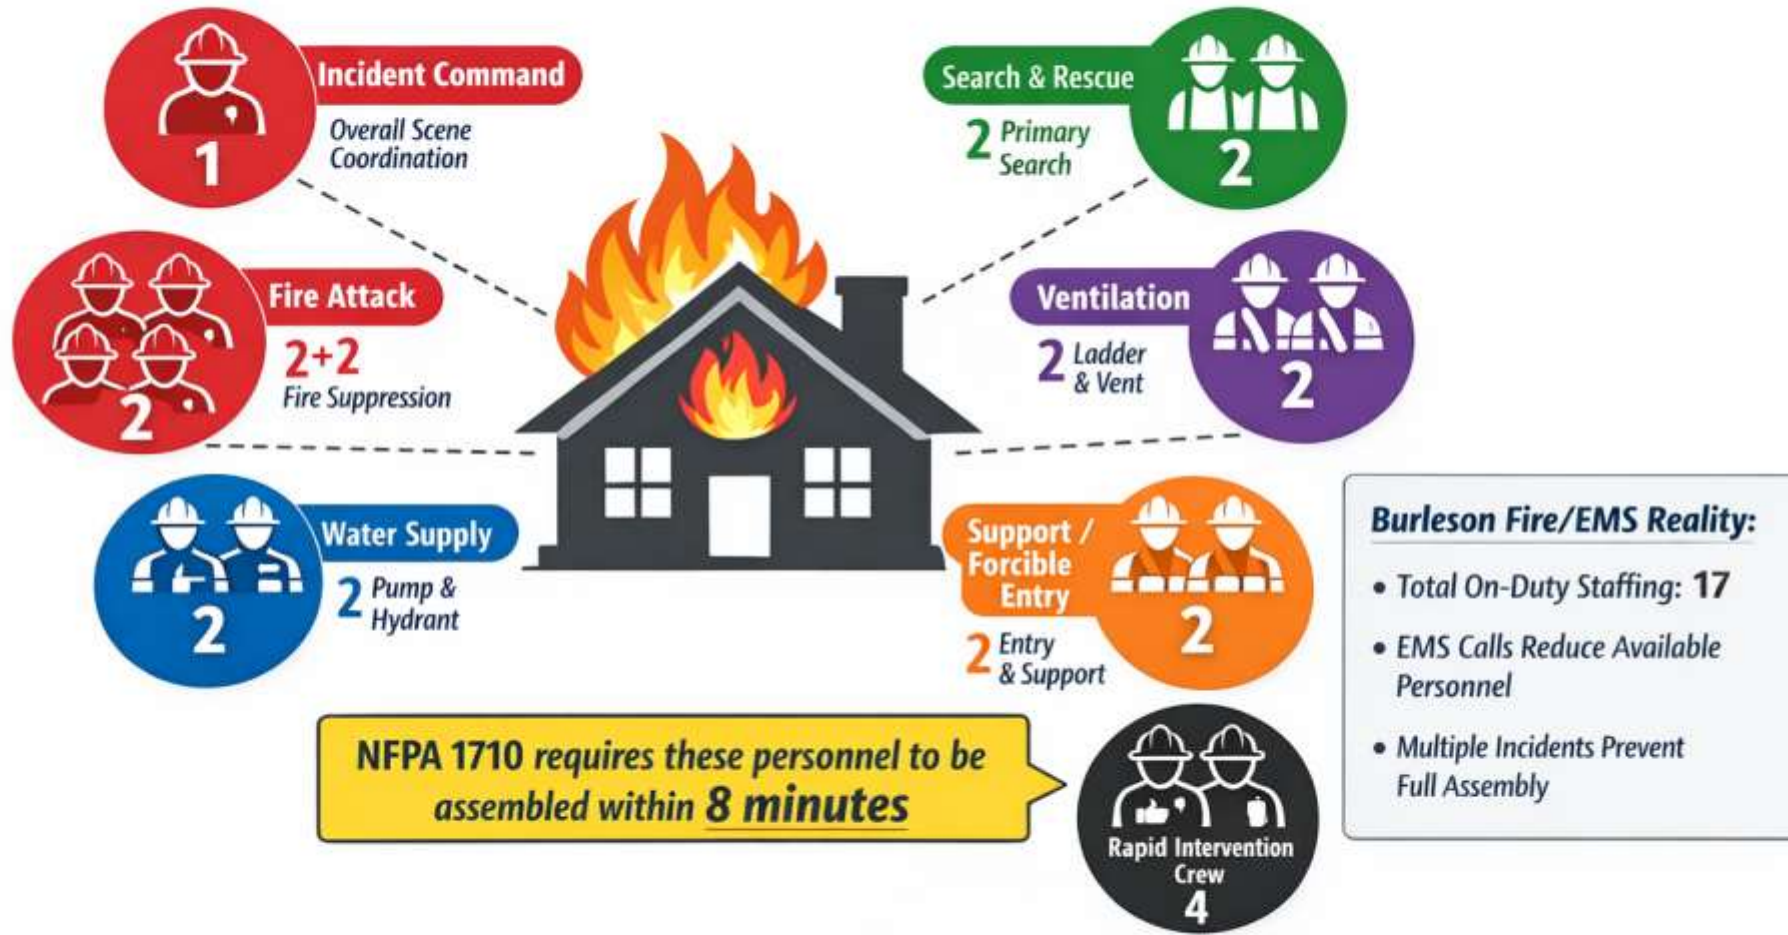 Incident Command
Overall Scene
Coordination
1
Search & Rescue
2 Primary
Search
2
Fire Attack
2+2
Fire Suppression
2
Ventilation
2 Ladder
& Vent
2
Water Supply
2 Pump &
Hydrant
2
Support /
Forcible
Entry
2 Entry
& Support
2
Burleson Fire/EMS Reality:
• Total On-Duty Staffing: 17
• EMS Calls Reduce Available
Personnel
• Multiple Incidents Prevent
Full Assembly
NFPA 1710 requires these personnel to be
assembled within 8 minutes
Rapid Intervention
Crew
4